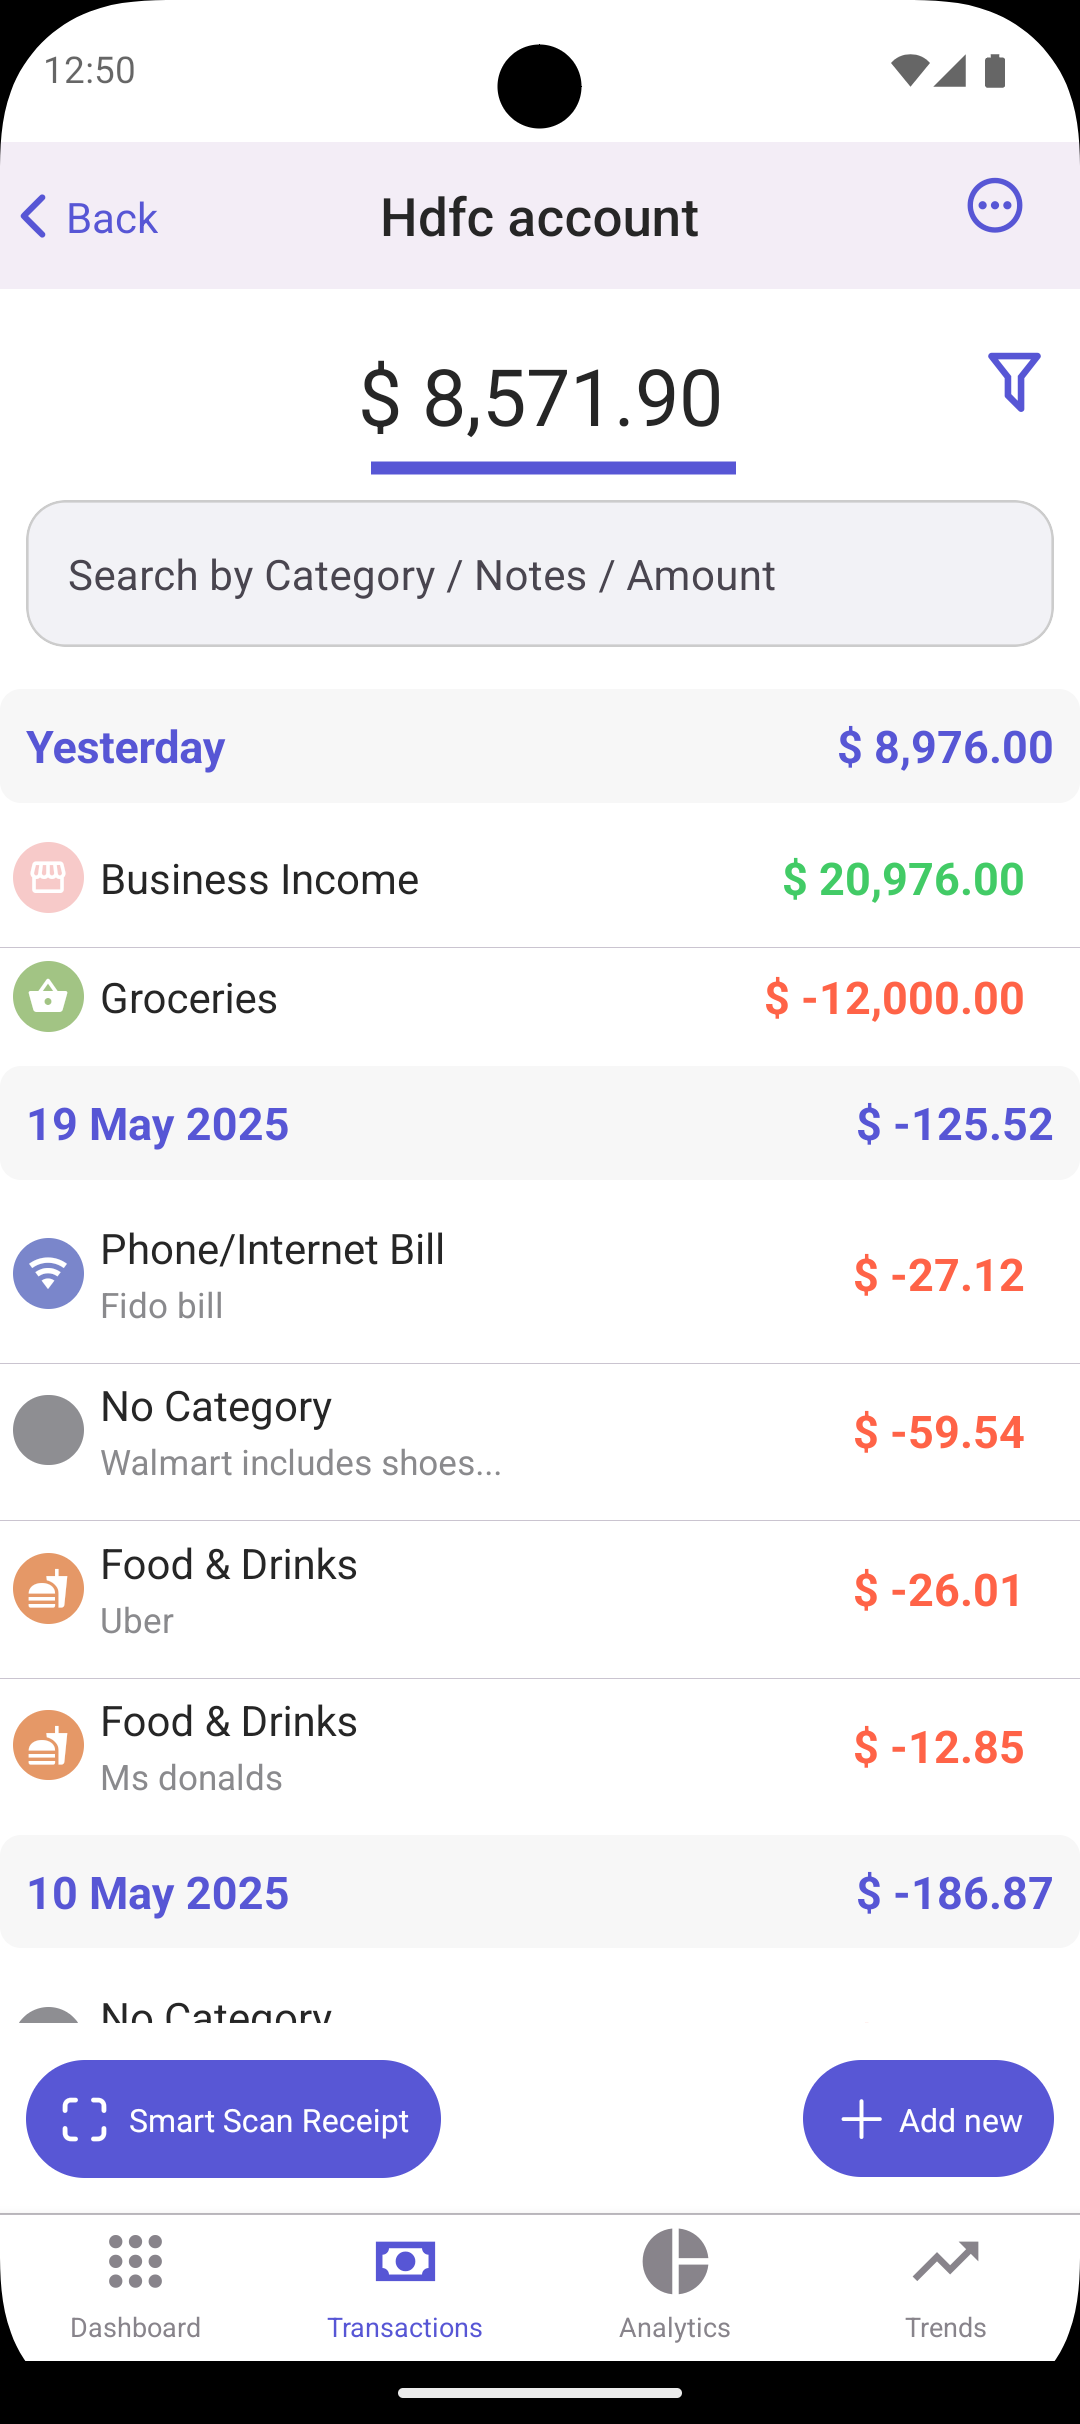 12:50
Back
Hdfc account
$ 8,571.90
Search by Category / Notes / Amount
Yesterday $ 8,976.00
Business Income $ 20,976.00
Groceries $ -12,000.00
19 May 2025 $ -125.52
Phone/Internet Bill
Fido bill
$ -27.12
No Category
Walmart includes shoes...
$ -59.54
Food & Drinks
Uber
$ -26.01
Food & Drinks
Ms donalds
$ -12.85
10 May 2025 $ -186.87
No Category
Smart Scan Receipt
Add new
Dashboard
Transactions
Analytics
Trends